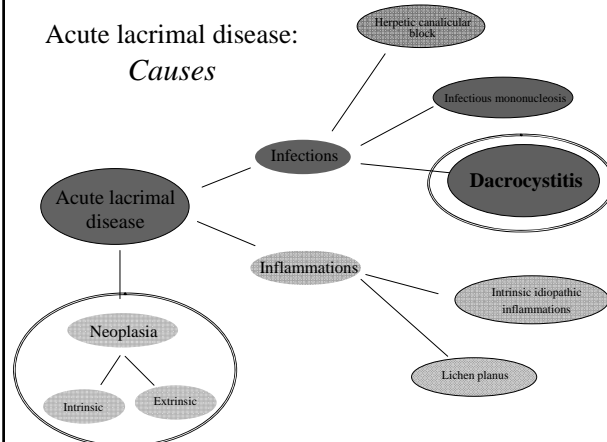 Acute lacrimal disease:
Causes
Herpetic canalicular
block
Infectious mononucleosis
Infections
Dacrocystitis
Acute lacrimal
disease
Inflammations
Intrinsic idiopathic
inflammations
Neoplasia
Lichen planus
Intrinsic
Extrinsic